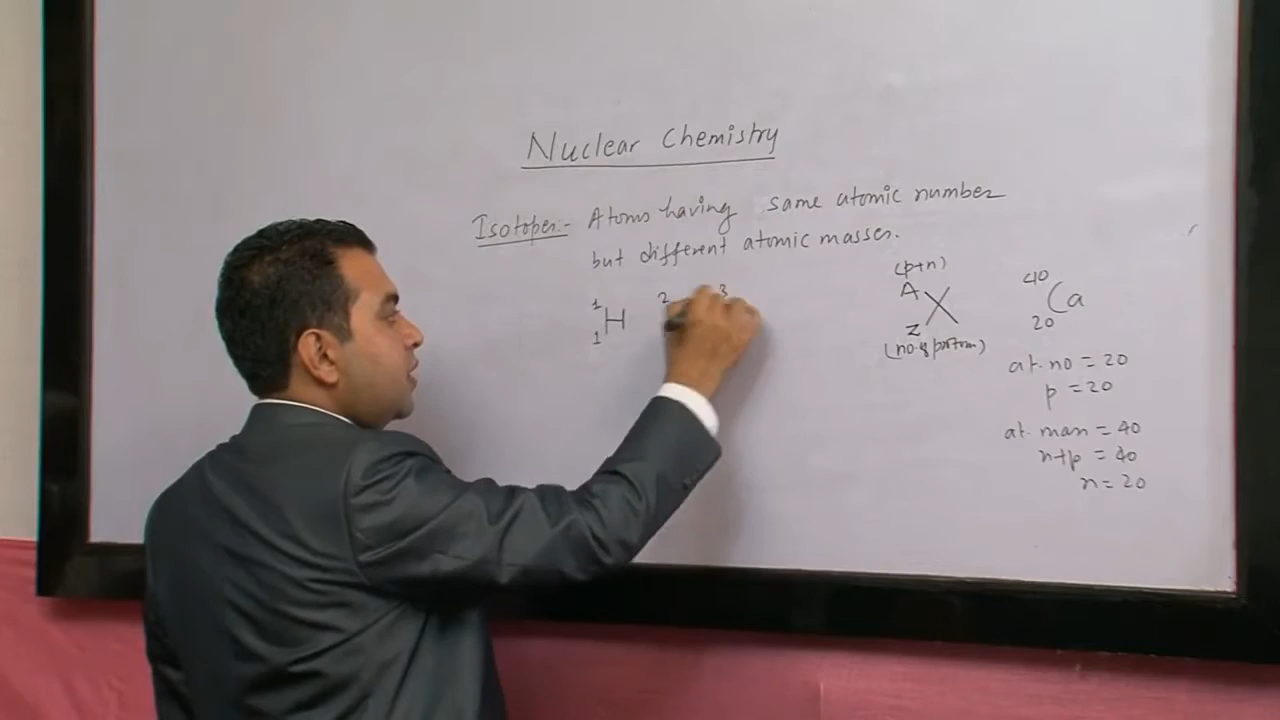 Nuclear Chemistry
Isotopes:- Atoms having same atomic number
but different atomic masses.
1
1 H 2 3
(p+n)
A
Z X
(no. of
40
20 Ca
at. no = 20
p = 20
at. mass = 40
n+p = 40
n = 20